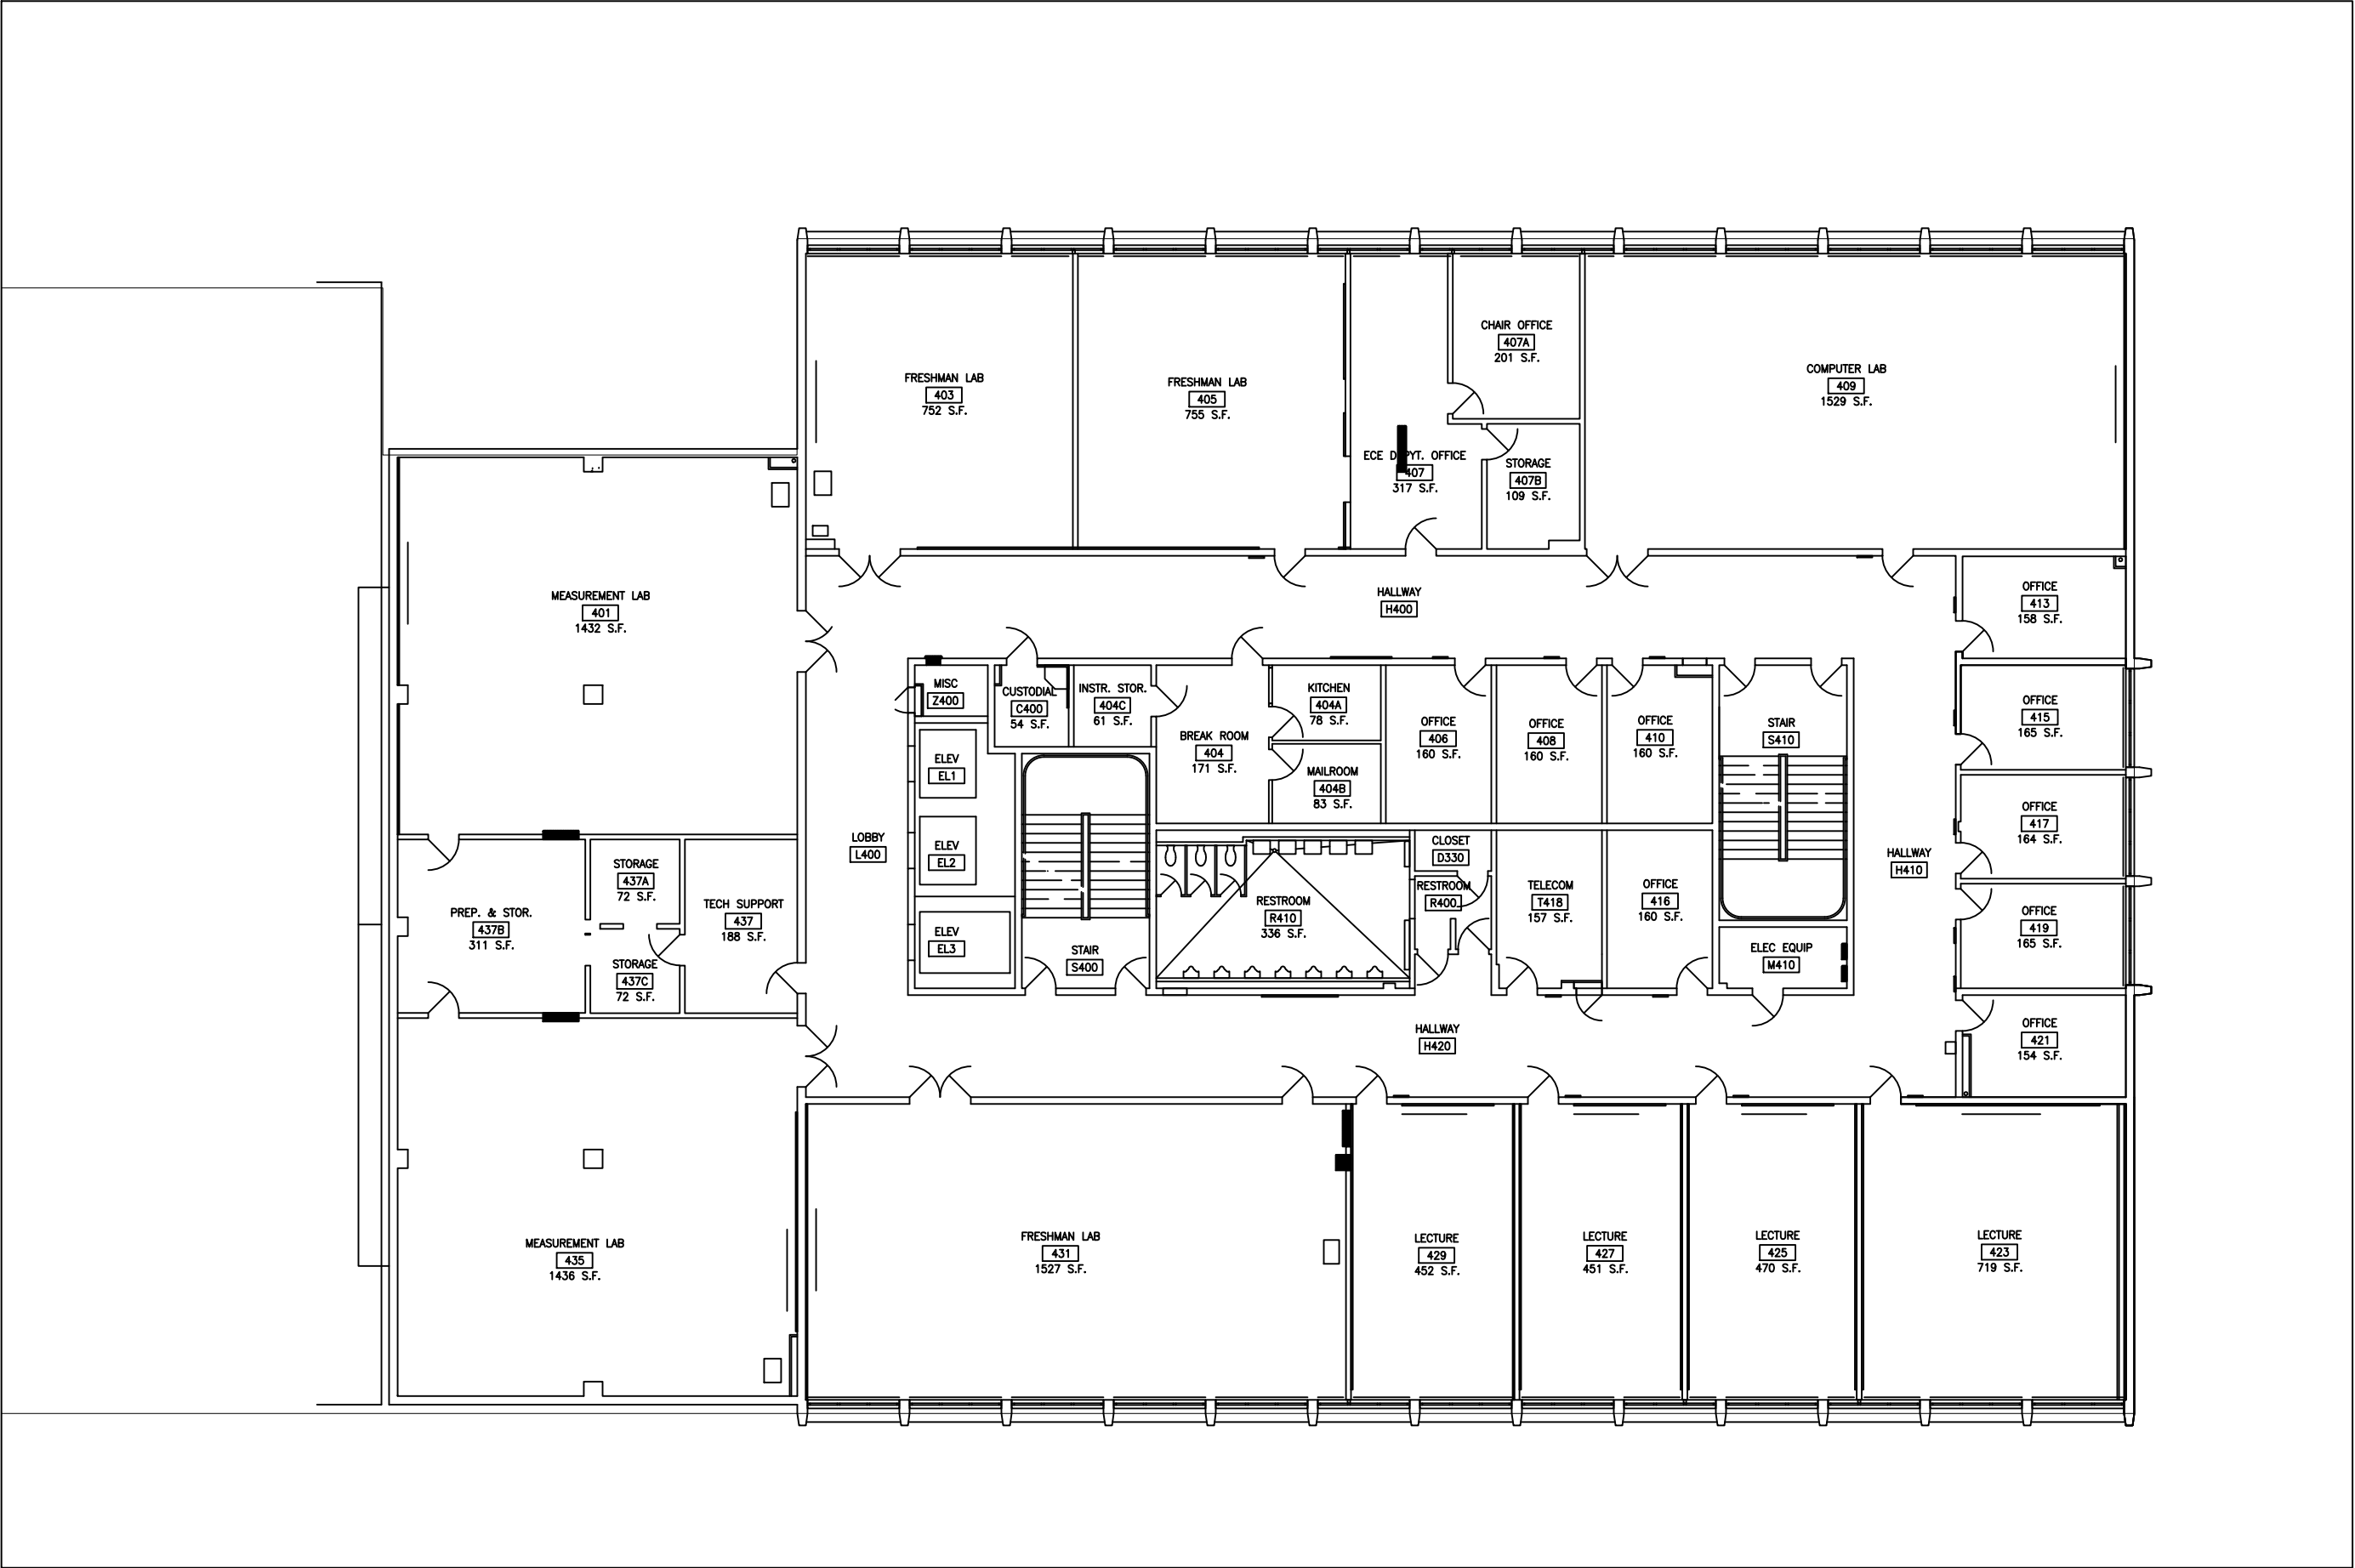 CHAIR OFFICE
407A
201 S.F.
FRESHMAN LAB
403
752 S.F.
FRESHMAN LAB
405
755 S.F.
COMPUTER LAB
409
1529 S.F.
407
317 S.F.
STORAGE
407B
109 S.F.
MEASUREMENT LAB
401
1432 S.F.
HALLWAY
H400
OFFICE
413
158 S.F.
MISC
Z400
CUSTODIAL
C400
54 S.F.
INSTR. STOR.
404C
61 S.F.
BREAK ROOM
404
171 S.F.
KITCHEN
404A
78 S.F.
MAILROOM
404B
83 S.F.
OFFICE
406
160 S.F.
OFFICE
408
160 S.F.
OFFICE
410
160 S.F.
STAIR
S410
OFFICE
415
165 S.F.
ELEV
EL1
ELEV
EL2
ELEV
EL3
LOBBY
L400
OFFICE
417
164 S.F.
HALLWAY
H410
STORAGE
437A
72 S.F.
PREP. & STOR.
437B
311 S.F.
TECH SUPPORT
437
188 S.F.
STORAGE
437C
72 S.F.
STAIR
S400
RESTROOM
R410
336 S.F.
CLOSET
D330
RESTROOM
R400
TELECOM
T418
157 S.F.
OFFICE
416
160 S.F.
ELEC EQUIP
M410
OFFICE
419
165 S.F.
HALLWAY
H420
OFFICE
421
154 S.F.
MEASUREMENT LAB
435
1436 S.F.
FRESHMAN LAB
431
1527 S.F.
LECTURE
429
452 S.F.
LECTURE
427
451 S.F.
LECTURE
425
470 S.F.
LECTURE
423
719 S.F.